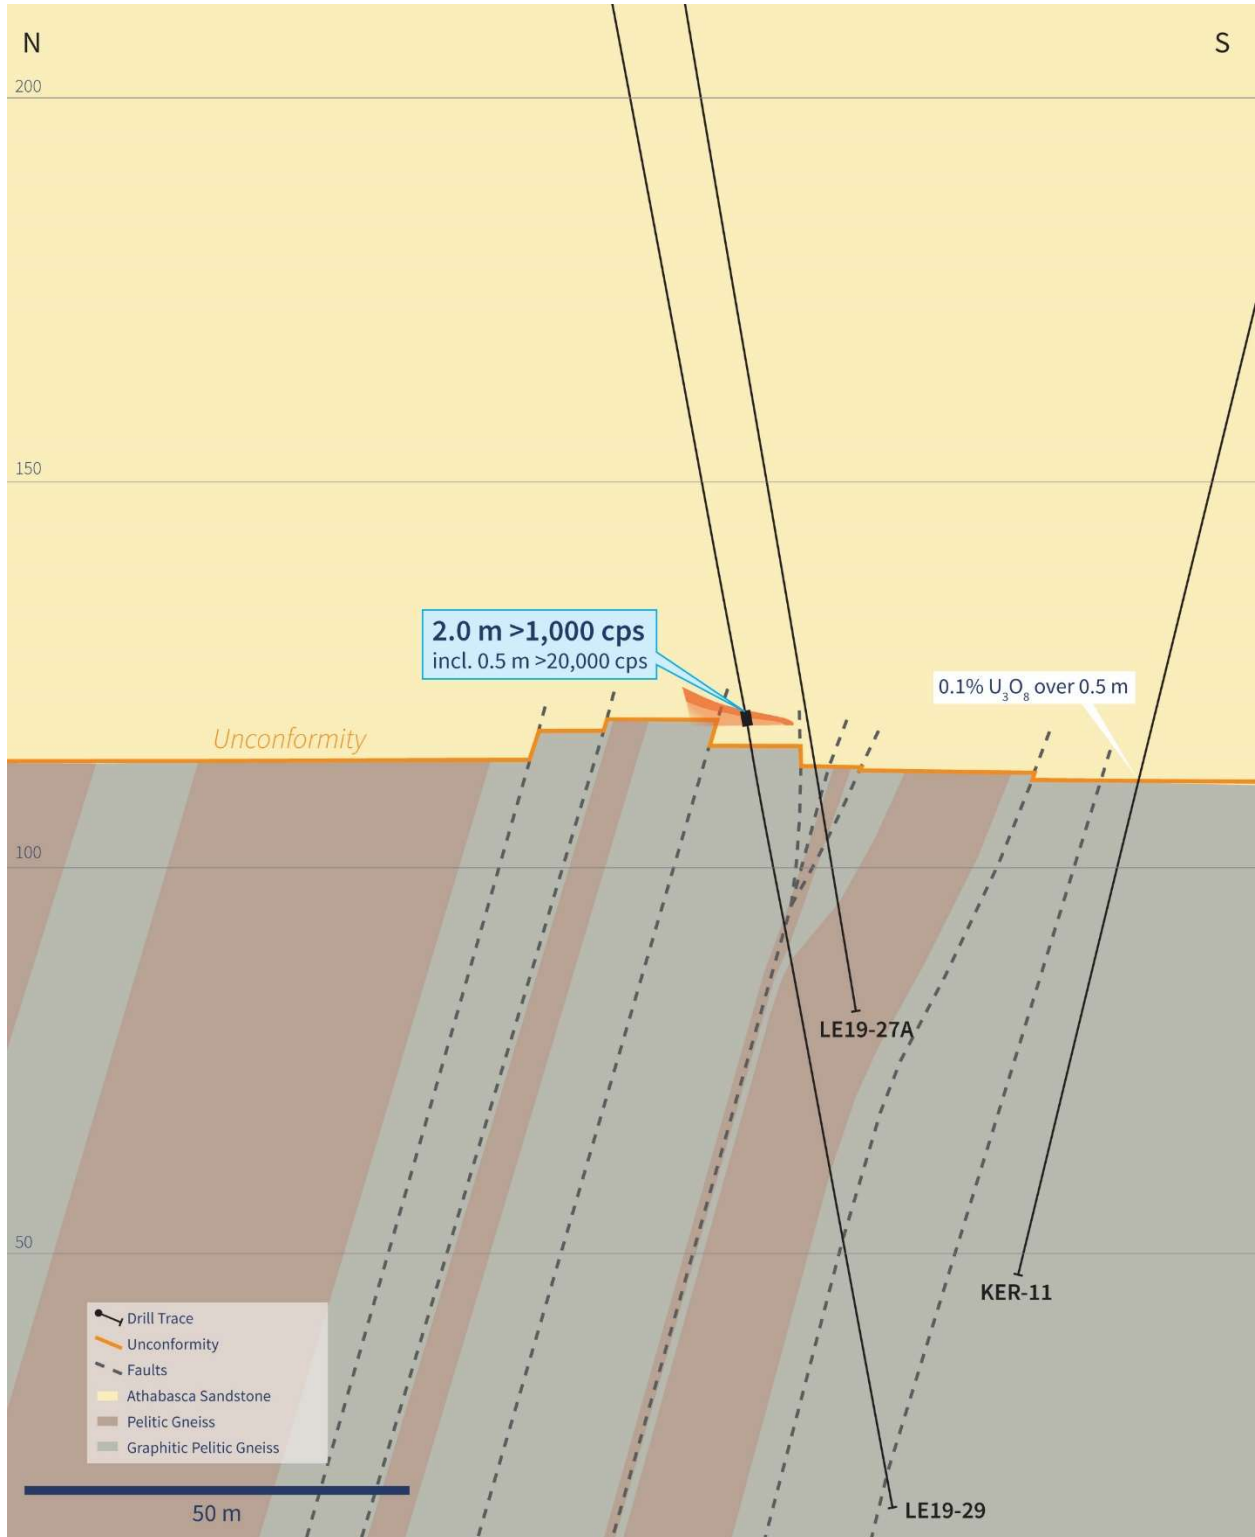 N
S
200
150
2.0 m >1,000 cps
incl. 0.5 m >20,000 cps
0.1% U₃O₈ over 0.5 m
Unconformity
100
LE19-27A
50
KER-11
Drill Trace
Unconformity
Faults
Athabasca Sandstone
Pelitic Gneiss
Graphitic Pelitic Gneiss
50 m
LE19-29